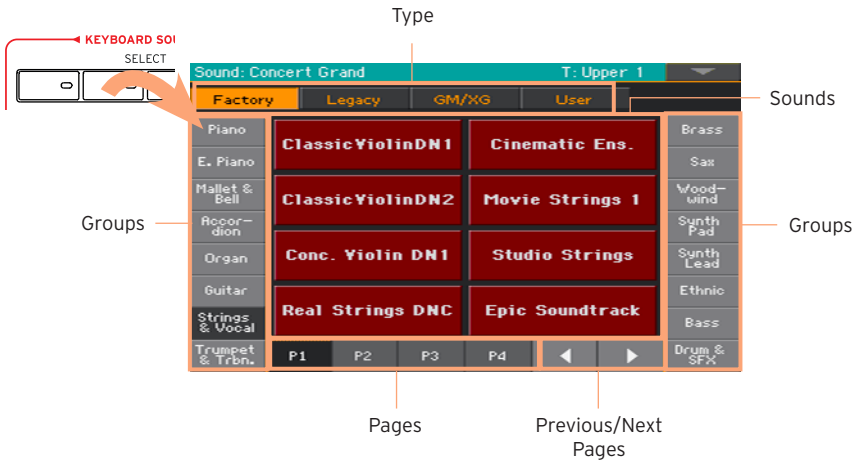 Type
KEYBOARD SOU
SELECT
Sound: Concert Grand T: Upper 1
Factory Legacy GM/XG User
Sounds
Piano
E. Piano
Mallet &
Bell
Accor-
dion
Organ
Guitar
Strings
& Vocal
Trumpet
& Trbn.
Groups
ClassicViolinDN1 Cinematic Ens.
ClassicViolinDN2 Movie Strings 1
Conc. Violin DN1 Studio Strings
Real Strings DNC Epic Soundtrack
P1 P2 P3 P4
Brass
Sax
Wood-
wind
Synth
Pad
Synth
Lead
Ethnic
Bass
Drum &
SFX
Groups
Pages
Previous/Next
Pages